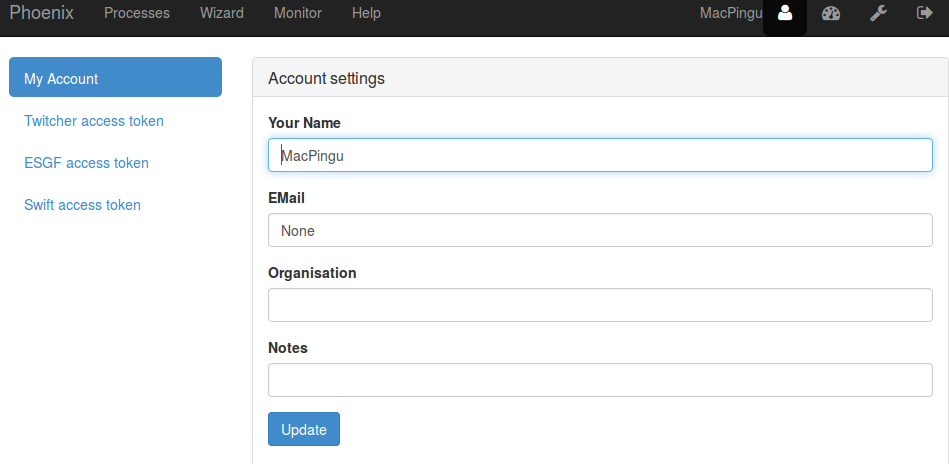 Phoenix Processes Wizard Monitor Help MacPingu
My Account
Twitcher access token
ESGF access token
Swift access token
Account settings
Your Name
MacPingu
EMail
None
Organisation
Notes
Update